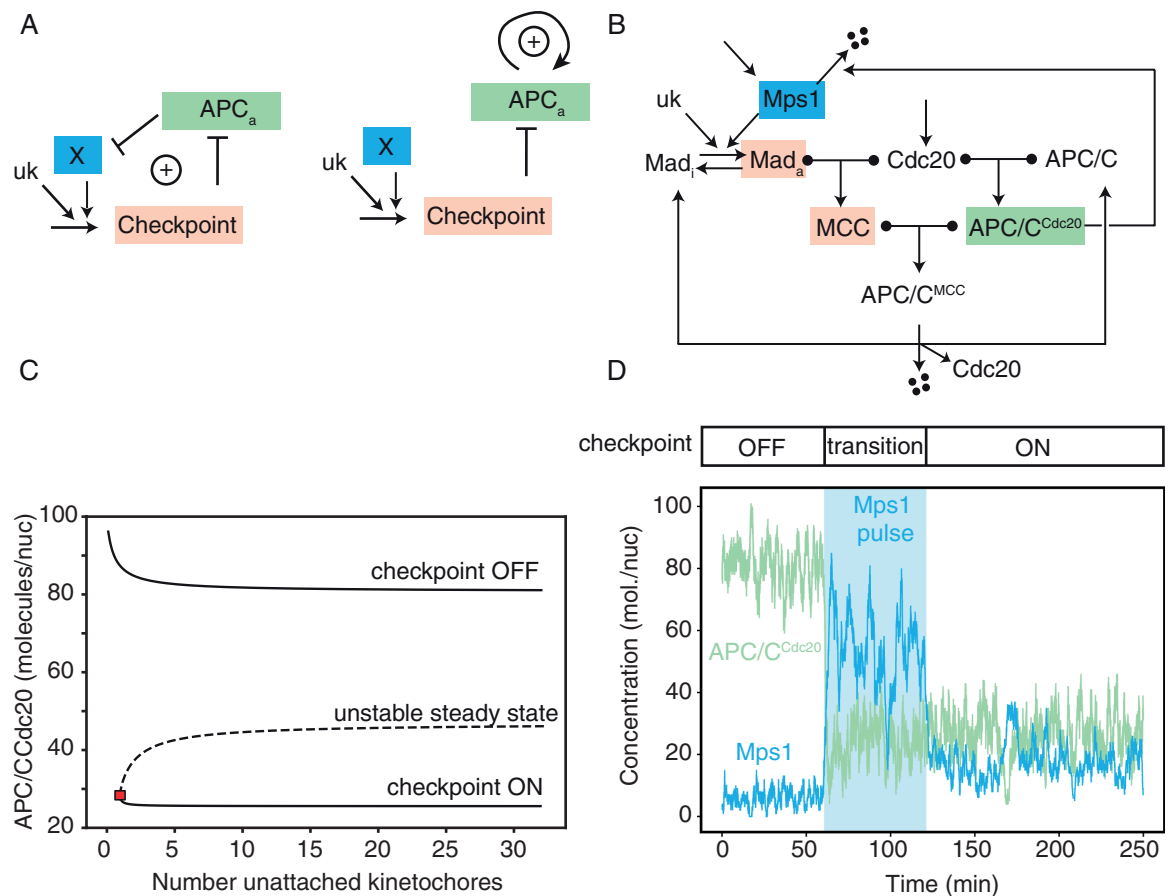 A
APCₐ
X
+
uk
Checkpoint
+
APCₐ
X
uk
Checkpoint
B
Mps1
uk
Madᵢ
Madₐ
Cdc20
APC/C
MCC
APC/C^Cdc20
APC/C^MCC
Cdc20
C
100
80
60
40
20
APC/CCdc20 (molecules/nuc)
checkpoint OFF
unstable steady state
checkpoint ON
0 5 10 15 20 25 30
Number unattached kinetochores
D
checkpoint OFF transition ON
100
80
60
40
20
0
Concentration (mol./nuc)
Mps1
pulse
APC/C^Cdc20
Mps1
0 50 100 150 200 250
Time (min)